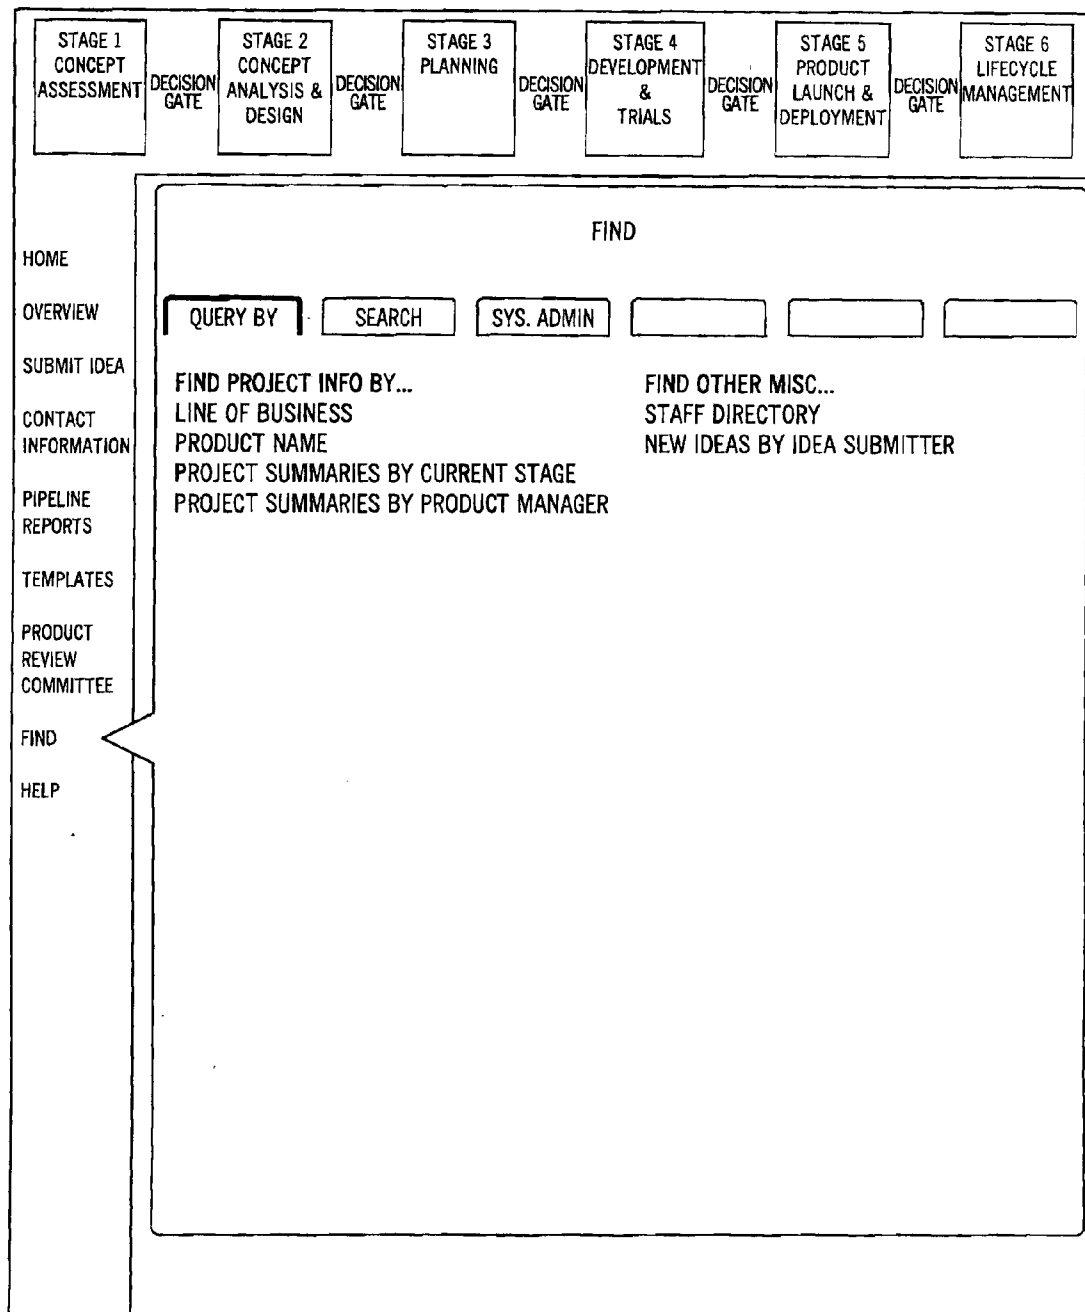 STAGE 1
CONCEPT
ASSESSMENT
DECISION
GATE
STAGE 2
CONCEPT
ANALYSIS &
DESIGN
DECISION
GATE
STAGE 3
PLANNING
DECISION
GATE
STAGE 4
DEVELOPMENT
&
TRIALS
DECISION
GATE
STAGE 5
PRODUCT
LAUNCH &
DEPLOYMENT
DECISION
GATE
STAGE 6
LIFECYCLE
MANAGEMENT
HOME
OVERVIEW
SUBMIT IDEA
CONTACT
INFORMATION
PIPELINE
REPORTS
TEMPLATES
PRODUCT
REVIEW
COMMITTEE
FIND
HELP
FIND
QUERY BY
SEARCH
SYS. ADMIN
FIND PROJECT INFO BY...
LINE OF BUSINESS
PRODUCT NAME
PROJECT SUMMARIES BY CURRENT STAGE
PROJECT SUMMARIES BY PRODUCT MANAGER
FIND OTHER MISC...
STAFF DIRECTORY
NEW IDEAS BY IDEA SUBMITTER